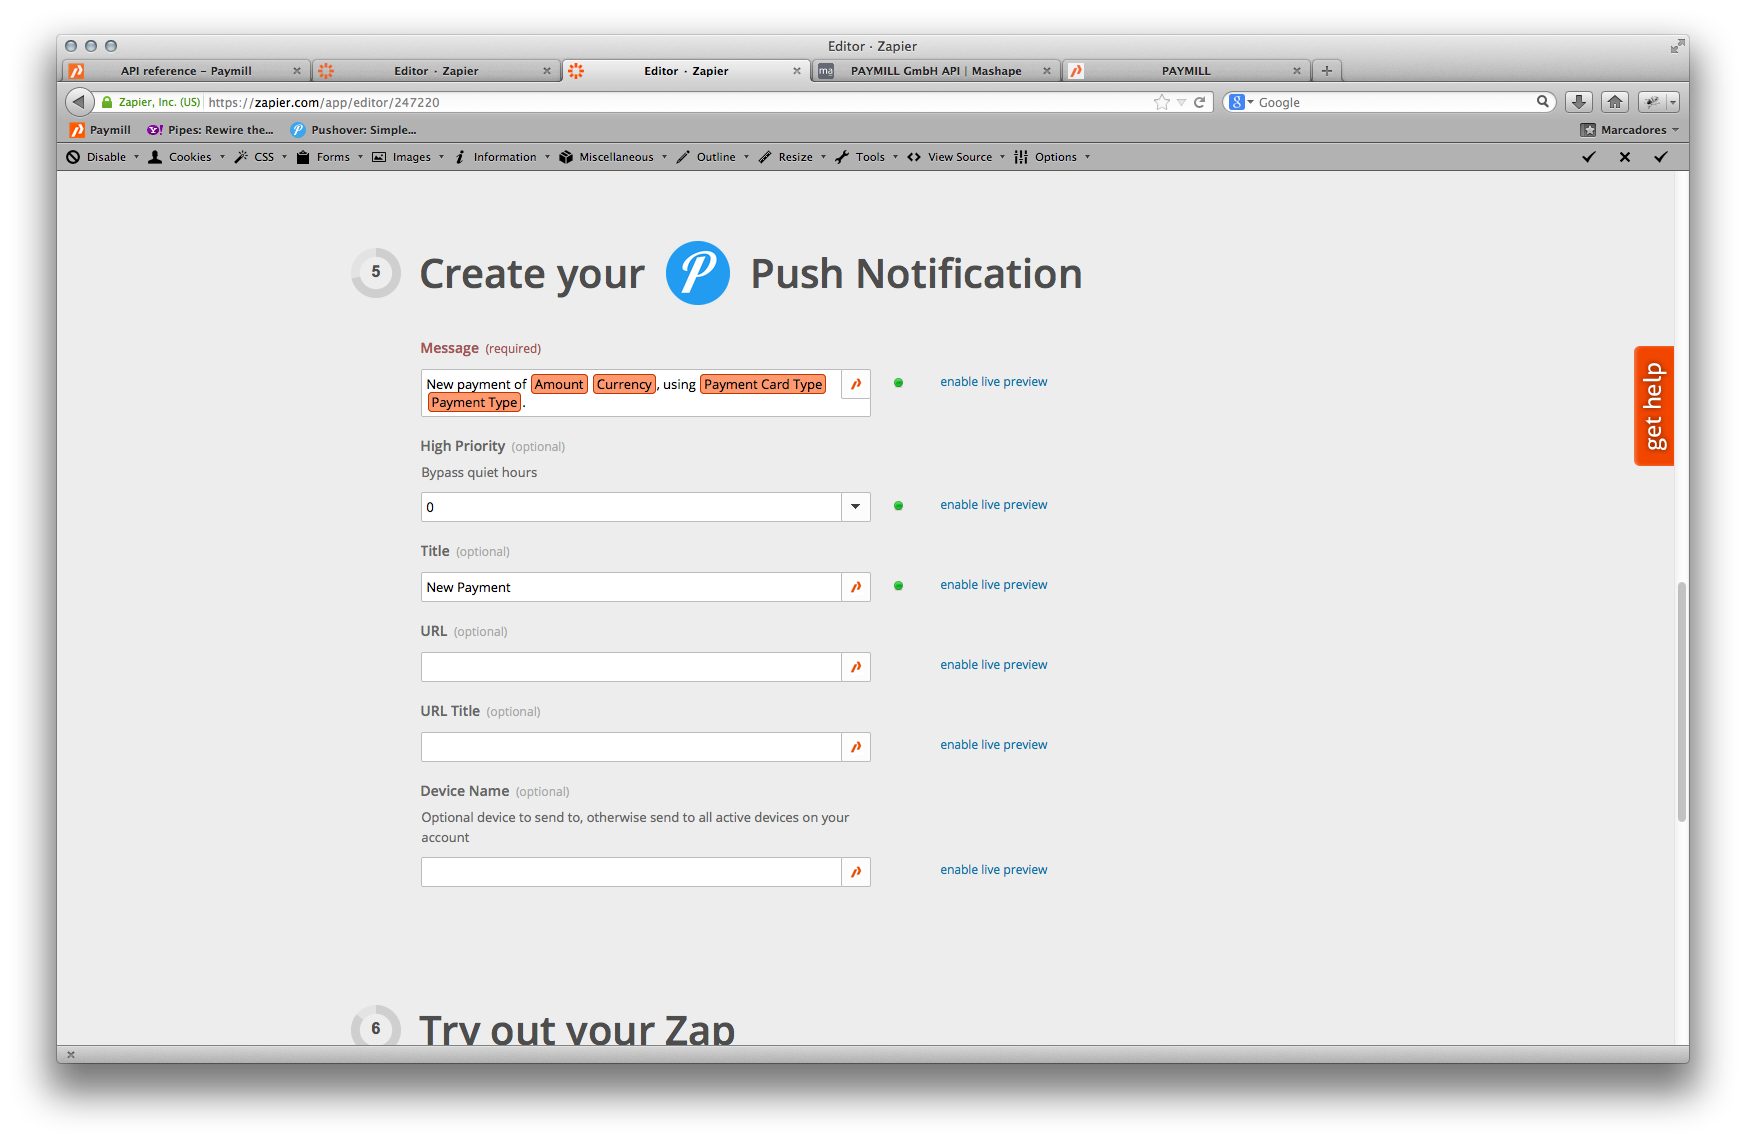 Editor · Zapier
API reference – Paymill
Editor · Zapier
Editor · Zapier
ma
PAYMILL GmbH API | Mashape
PAYMILL
Zapier, Inc. (US)
https://zapier.com/app/editor/247220
8
Google
Paymill
Y! Pipes: Rewire the...
Pushover: Simple...
Marcadores
Disable
Cookies
CSS
Forms
Images
Information
Miscellaneous
Outline
Resize
Tools
View Source
Options
5 Create your P Push Notification
Message (required)
New payment of Amount Currency, using Payment Card Type
Payment Type.
enable live preview
get help
High Priority (optional)
Bypass quiet hours
0
enable live preview
Title (optional)
New Payment
enable live preview
URL (optional)
enable live preview
URL Title (optional)
enable live preview
Device Name (optional)
Optional device to send to, otherwise send to all active devices on your
account
enable live preview
6 Try out your Zap